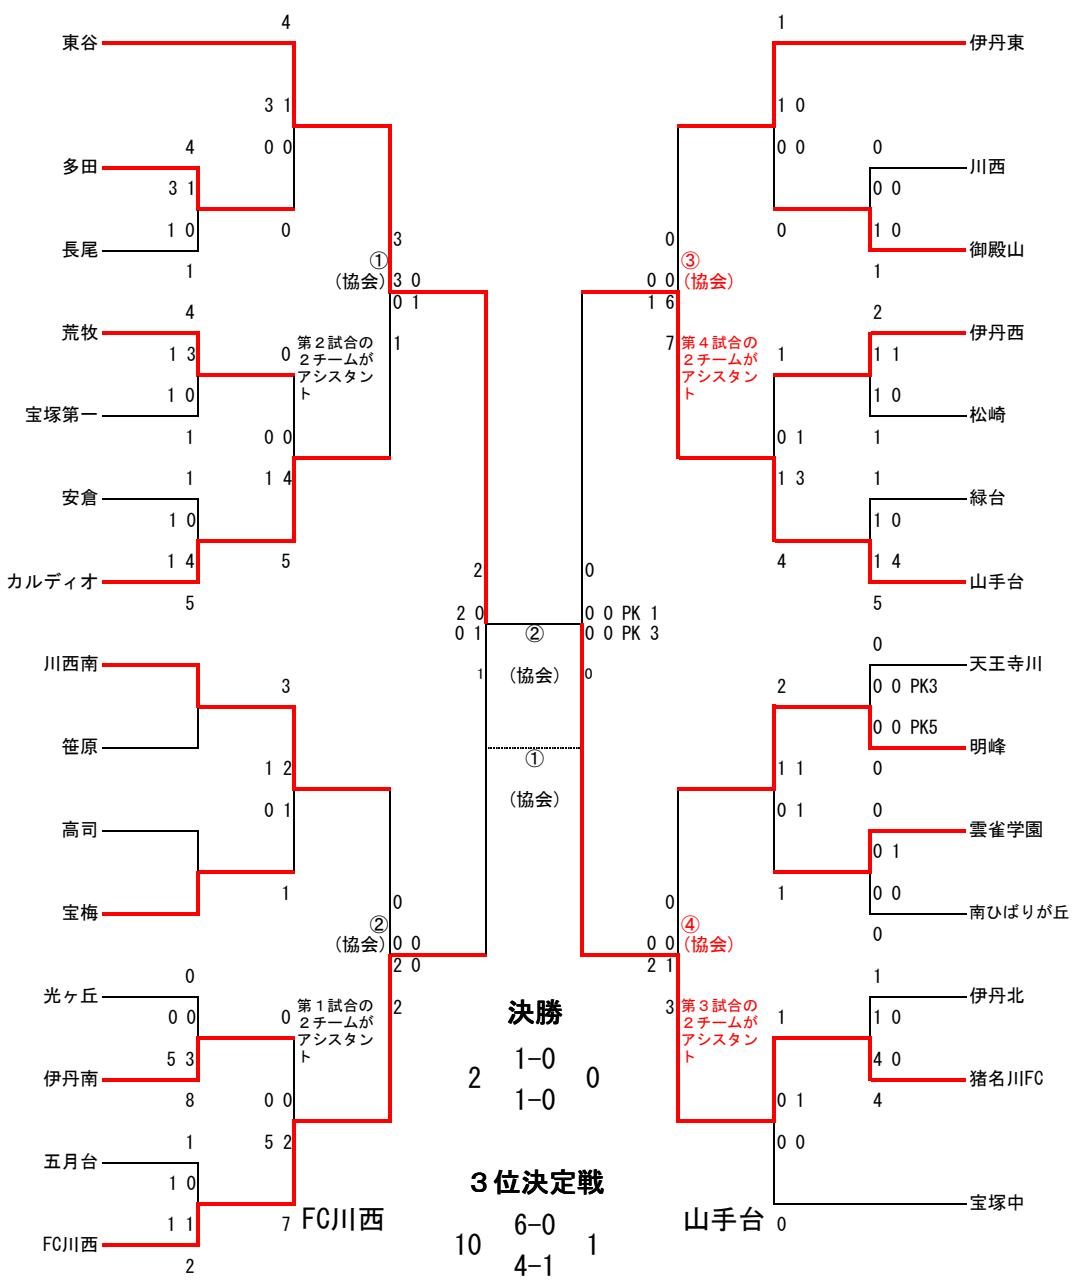 4
1
東谷
伊丹東
3 1
1 0
4
0 0
0 0
0
多田
川西
3 1
0 0
1 0
0
0
1 0
長尾
3
0
御殿山
1
①
③
1
(協会)
3 0
0 0
(協会)
0 1
1 6
4
2
荒牧
伊丹西
第2試合の
2チームが
アシスタン
ト
1
7
第4試合の
2チームが
アシスタン
ト
1 3
0
1
1 1
1 0
1 0
宝塚第一
松崎
1
0 0
0 1
1
1
1 4
1 3
1
安倉
緑台
1 0
1 0
1 4
5
4
1 4
カルディオ
2
0
山手台
5
5
2 0
0 0 PK 1
0 1
②
0 0 PK 3
0
川西南
天王寺川
1
(協会)
0
3
2
0 0 PK3
0 0 PK5
笹原
明峰
①
1 2
1 1
0
(協会)
0 1
0 1
0
高司
雲雀学園
0 1
1
1
0 0
宝梅
0
0
南ひばりが丘
②
④
0
(協会)
0 0
0 0
(協会)
2 0
2 1
0
1
光ヶ丘
伊丹北
第1試合の
2チームが
アシスタン
ト
2
決勝
3
第3試合の
2チームが
アシスタン
ト
0 0
0
1
1 0
5 3
1-0
4 0
伊丹南
2
0
猪名川FC
8
0 0
1-0
0 1
4
1
5 2
0 0
五月台
3位決定戦
1 0
宝塚中
1 1
7
FC川西
6-0
山手台
0
FC川西
10
1
2
4-1